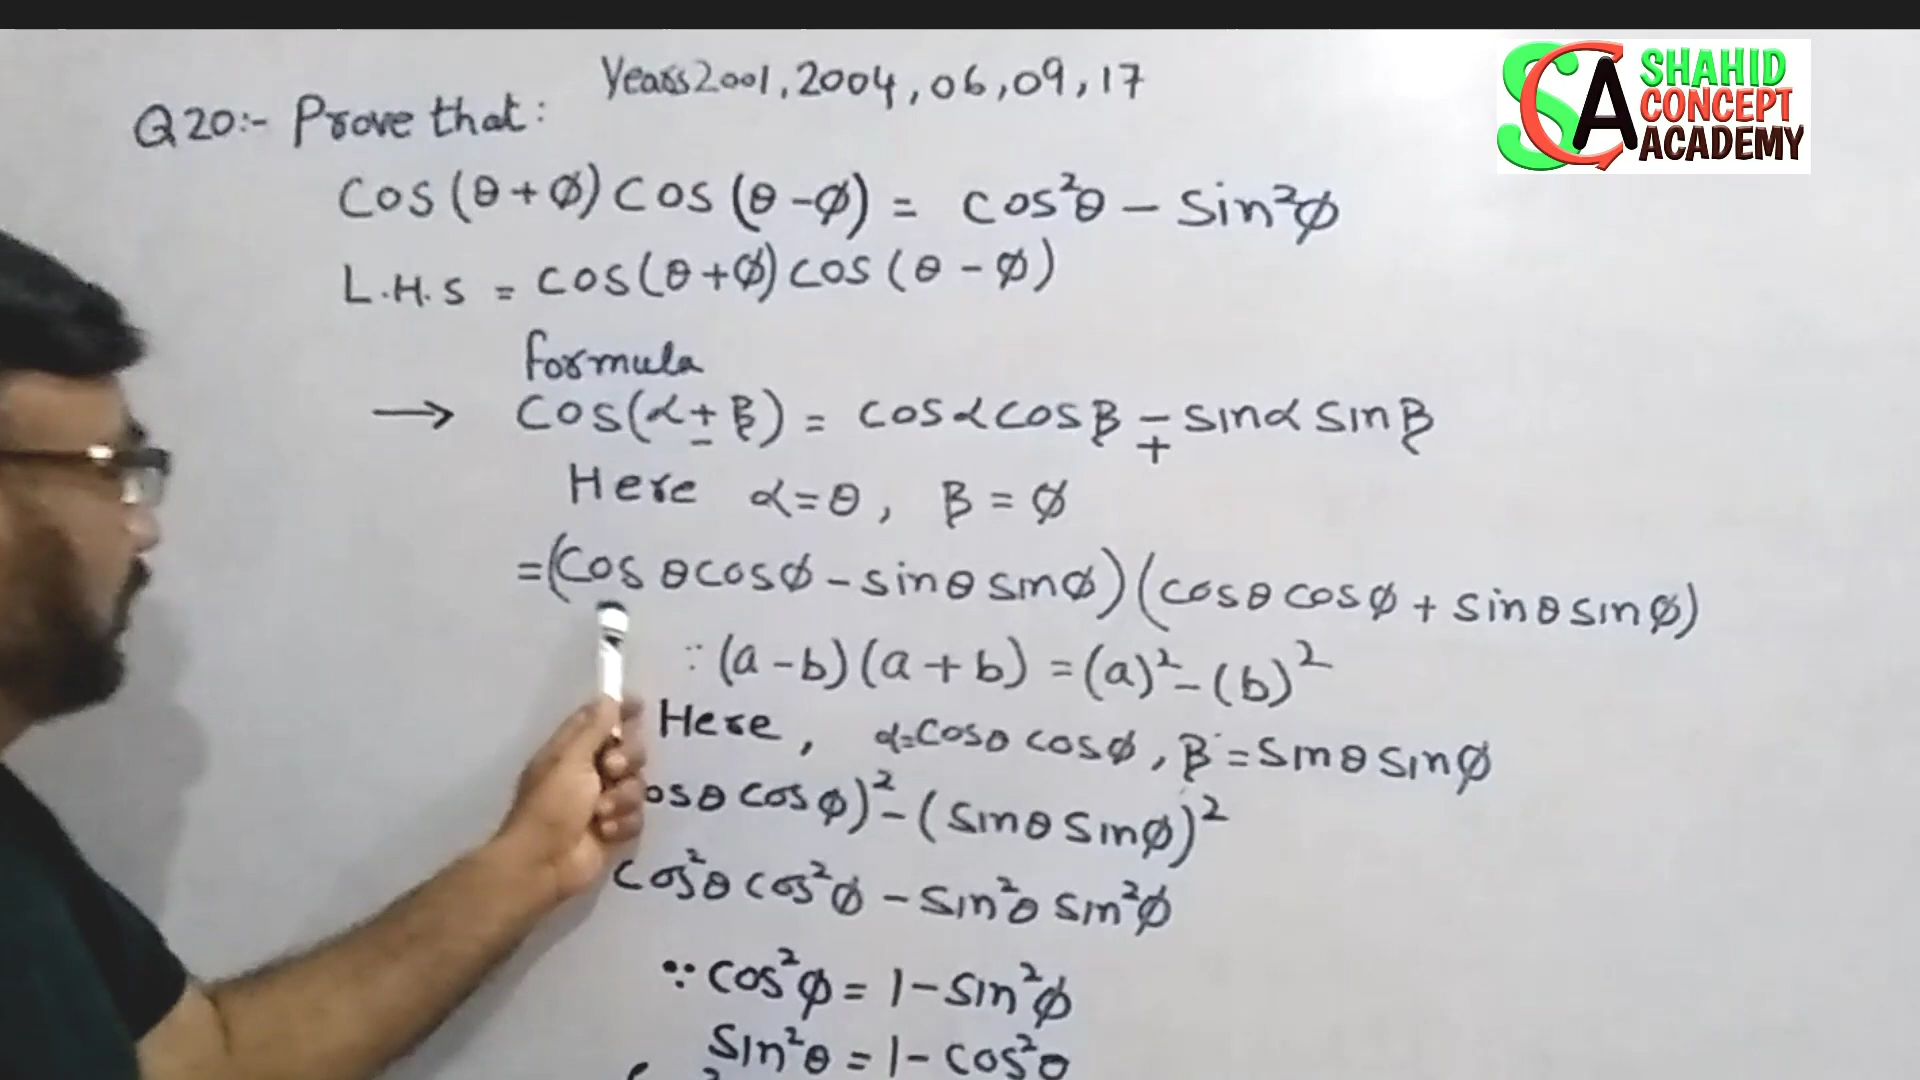 Years 2001, 2004, 06, 09, 17
SHAHID
CONCEPT
ACADEMY
SCA
Q20:- Prove that:
Cos(θ+φ) Cos(θ-φ) = cos²θ - Sin²φ
L.H.S = cos(θ+φ) cos(θ-φ)
formula
→ Cos(α±β) = cosα cosβ ∓ sinα sinβ
Here α=θ, β=φ
=(Cosθ cosφ - sinθ sinφ)(cosθ cosφ + sinθ sinφ)
∵ (a-b)(a+b) = (a)² - (b)²
Here, α=cosθ cosφ, β=sinθ sinφ
osθ cosφ)² - (sinθ sinφ)²
cos²θ cos²φ - sin²θ sin²φ
∵ cos²φ = 1 - sin²φ
sin²θ = 1 - cos²θ